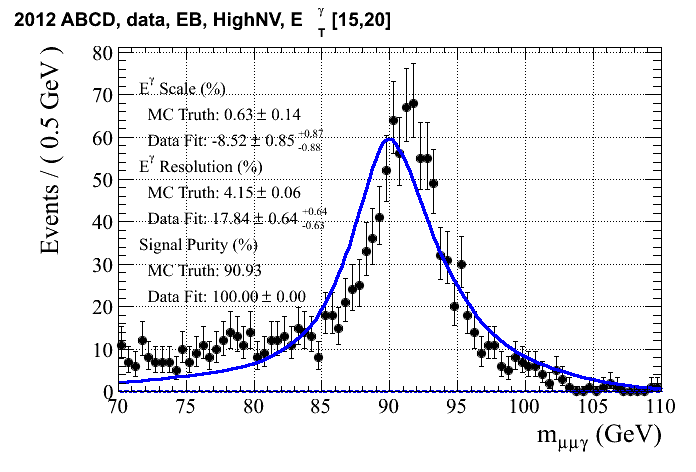 2012 ABCD, data, EB, HighNV, E γ T [15,20]
Events / ( 0.5 GeV )
80
70
60
50
40
30
20
10
0
Eγ Scale (%)
MC Truth: 0.63 ± 0.14
Data Fit: -8.52 ± 0.85 +0.87 -0.88
Eγ Resolution (%)
MC Truth: 4.15 ± 0.06
Data Fit: 17.84 ± 0.64 +0.64 -0.63
Signal Purity (%)
MC Truth: 90.93
Data Fit: 100.00 ± 0.00
70 75 80 85 90 95 100 105 110
mμμγ (GeV)